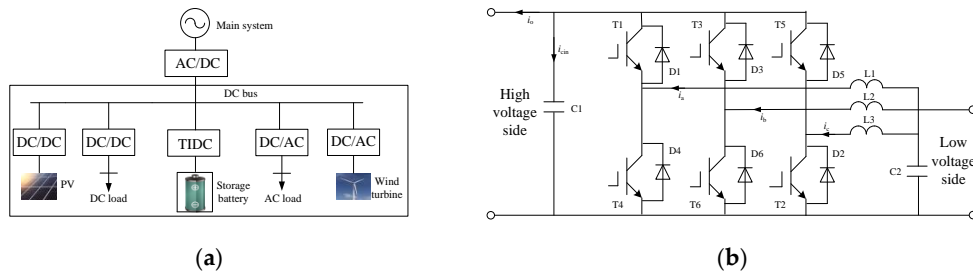 Main system
AC/DC
DC bus
DC/DC
DC/DC
TIDC
DC/AC
DC/AC
PV
DC load
Storage
battery
AC load
Wind
turbine
(a)
io
icin
T1
T3
T5
D1
D3
D5
L1
L2
L3
ia
ib
ic
High
voltage
side
C1
D4
D6
D2
C2
Low
voltage
side
T4
T6
T2
(b)